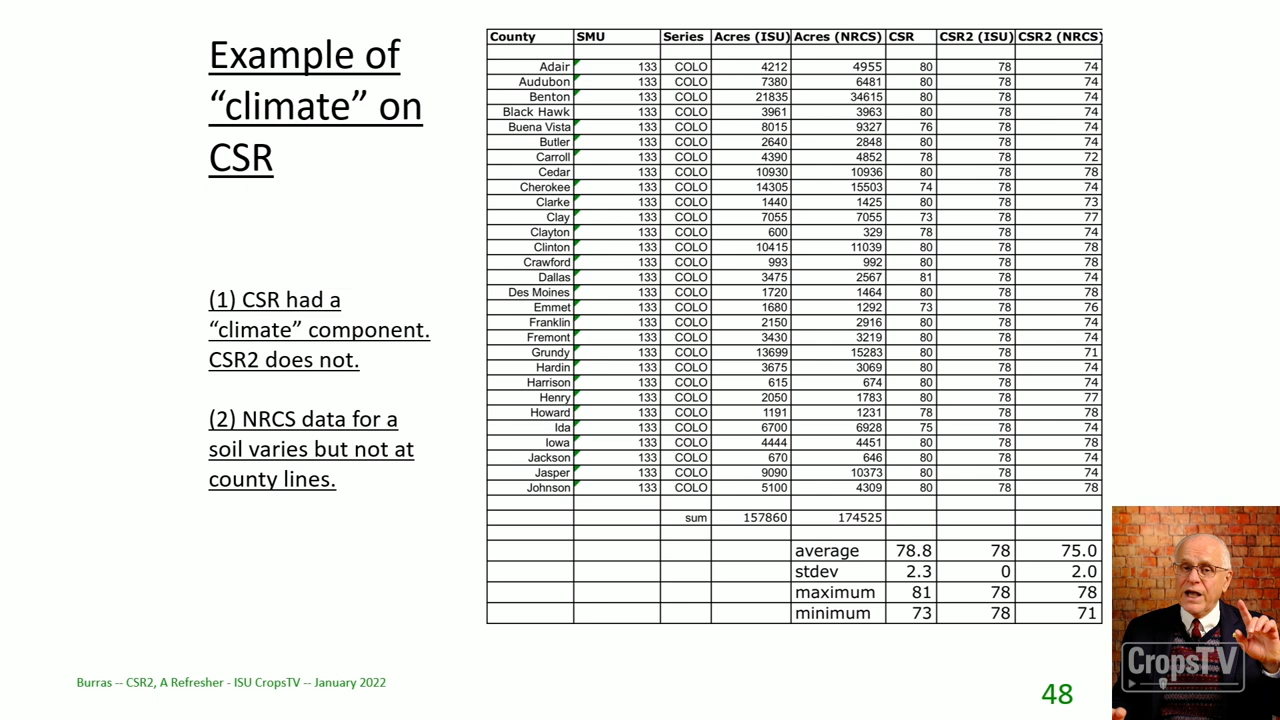 Example of
“climate” on
CSR
(1) CSR had a
“climate” component.
CSR2 does not.
(2) NRCS data for a
soil varies but not at
county lines.
County SMU Series Acres (ISU) Acres (NRCS) CSR CSR2 (ISU) CSR2 (NRCS)
Adair 133 COLO 4212 4955 80 78 74
Audubon 133 COLO 7380 6481 80 78 74
Benton 133 COLO 21835 34615 80 78 74
Black Hawk 133 COLO 3961 3963 80 78 74
Buena Vista 133 COLO 8015 9327 76 78 74
Butler 133 COLO 2640 2848 80 78 74
Carroll 133 COLO 4390 4852 78 78 72
Cedar 133 COLO 10930 10936 80 78 78
Cherokee 133 COLO 14305 15503 74 78 74
Clarke 133 COLO 1440 1425 80 78 73
Clay 133 COLO 7055 7055 73 78 77
Clayton 133 COLO 600 329 78 78 74
Clinton 133 COLO 10415 11039 80 78 78
Crawford 133 COLO 993 992 80 78 78
Dallas 133 COLO 3475 2567 81 78 74
Des Moines 133 COLO 1720 1464 80 78 78
Emmet 133 COLO 1680 1292 73 78 76
Franklin 133 COLO 2150 2916 80 78 74
Fremont 133 COLO 3430 3219 80 78 74
Grundy 133 COLO 13699 15283 80 78 71
Hardin 133 COLO 3675 3069 80 78 74
Harrison 133 COLO 615 674 80 78 74
Henry 133 COLO 2050 1783 80 78 77
Howard 133 COLO 1191 1231 78 78 78
Ida 133 COLO 6700 6928 75 78 74
Iowa 133 COLO 4444 4451 80 78 78
Jackson 133 COLO 670 646 80 78 74
Jasper 133 COLO 9090 10373 80 78 74
Johnson 133 COLO 5100 4309 80 78 78
sum 157860 174525
average 78.8 78 75.0
stdev 2.3 0 2.0
maximum 81 78 78
minimum 73 78 71
CropsTV
Burras -- CSR2, A Refresher - ISU CropsTV -- January 2022
48